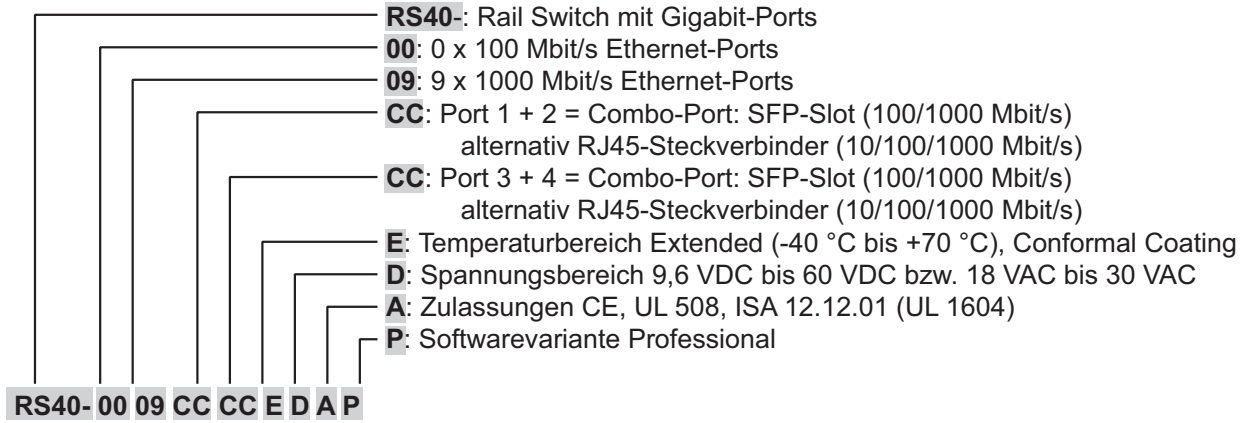 RS40-: Rail Switch mit Gigabit-Ports
00: 0 x 100 Mbit/s Ethernet-Ports
09: 9 x 1000 Mbit/s Ethernet-Ports
CC: Port 1 + 2 = Combo-Port: SFP-Slot (100/1000 Mbit/s)
alternativ RJ45-Steckverbinder (10/100/1000 Mbit/s)
CC: Port 3 + 4 = Combo-Port: SFP-Slot (100/1000 Mbit/s)
alternativ RJ45-Steckverbinder (10/100/1000 Mbit/s)
E: Temperaturbereich Extended (-40 °C bis +70 °C), Conformal Coating
D: Spannungsbereich 9,6 VDC bis 60 VDC bzw. 18 VAC bis 30 VAC
A: Zulassungen CE, UL 508, ISA 12.12.01 (UL 1604)
P: Softwarevariante Professional
RS40- 00 09 CC CC E D A P